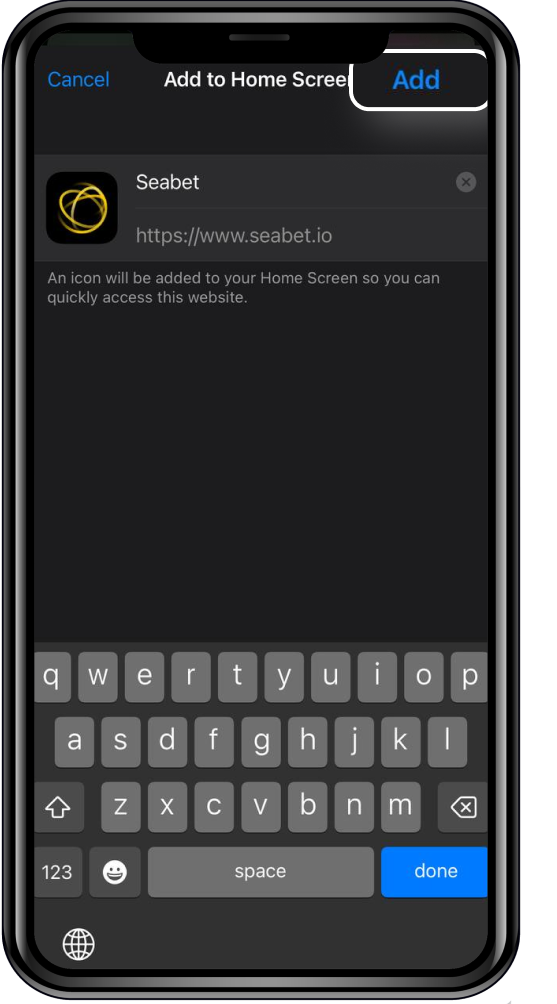 Cancel Add to Home Scree Add
Seabet
https://www.seabet.io
An icon will be added to your Home Screen so you can
quickly access this website.
q w e r t y u i o p
a s d f g h j k l
z x c v b n m
123 space done